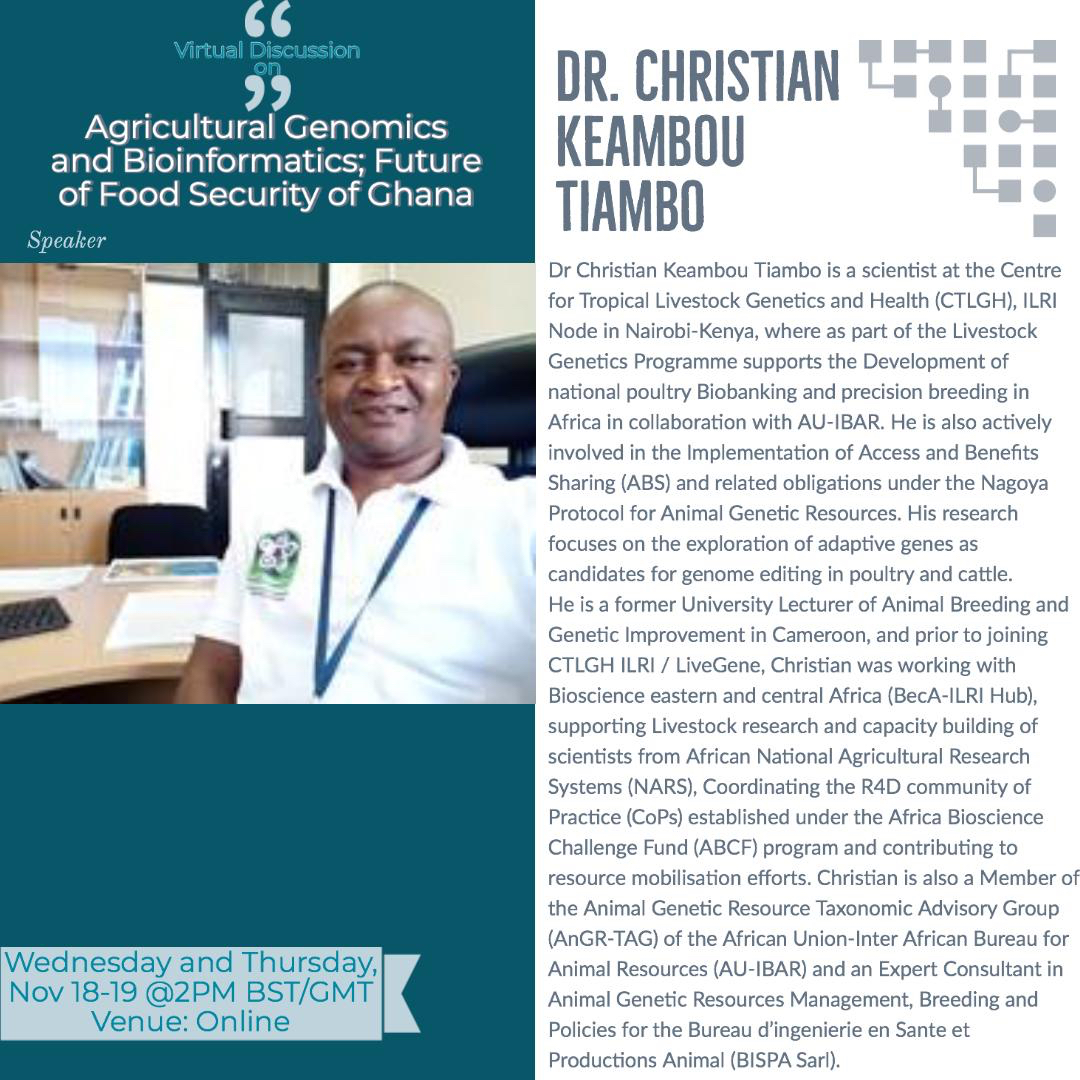 Virtual Discussion
on
Agricultural Genomics
and Bioinformatics; Future
of Food Security of Ghana
Speaker
Wednesday and Thursday,
Nov 18-19 @2PM BST/GMT
Venue: Online
DR. CHRISTIAN
KEAMBOU
TIAMBO
Dr Christian Keambou Tiambo is a scientist at the Centre
for Tropical Livestock Genetics and Health (CTLGH), ILRI
Node in Nairobi-Kenya, where as part of the Livestock
Genetics Programme supports the Development of
national poultry Biobanking and precision breeding in
Africa in collaboration with AU-IBAR. He is also actively
involved in the Implementation of Access and Benefits
Sharing (ABS) and related obligations under the Nagoya
Protocol for Animal Genetic Resources. His research
focuses on the exploration of adaptive genes as
candidates for genome editing in poultry and cattle.
He is a former University Lecturer of Animal Breeding and
Genetic Improvement in Cameroon, and prior to joining
CTLGH ILRI / LiveGene, Christian was working with
Bioscience eastern and central Africa (BecA-ILRI Hub),
supporting Livestock research and capacity building of
scientists from African National Agricultural Research
Systems (NARS), Coordinating the R4D community of
Practice (CoPs) established under the Africa Bioscience
Challenge Fund (ABCF) program and contributing to
resource mobilisation efforts. Christian is also a Member of
the Animal Genetic Resource Taxonomic Advisory Group
(AnGR-TAG) of the African Union-Inter African Bureau for
Animal Resources (AU-IBAR) and an Expert Consultant in
Animal Genetic Resources Management, Breeding and
Policies for the Bureau d'ingenierie en Sante et
Productions Animal (BISPA Sarl).